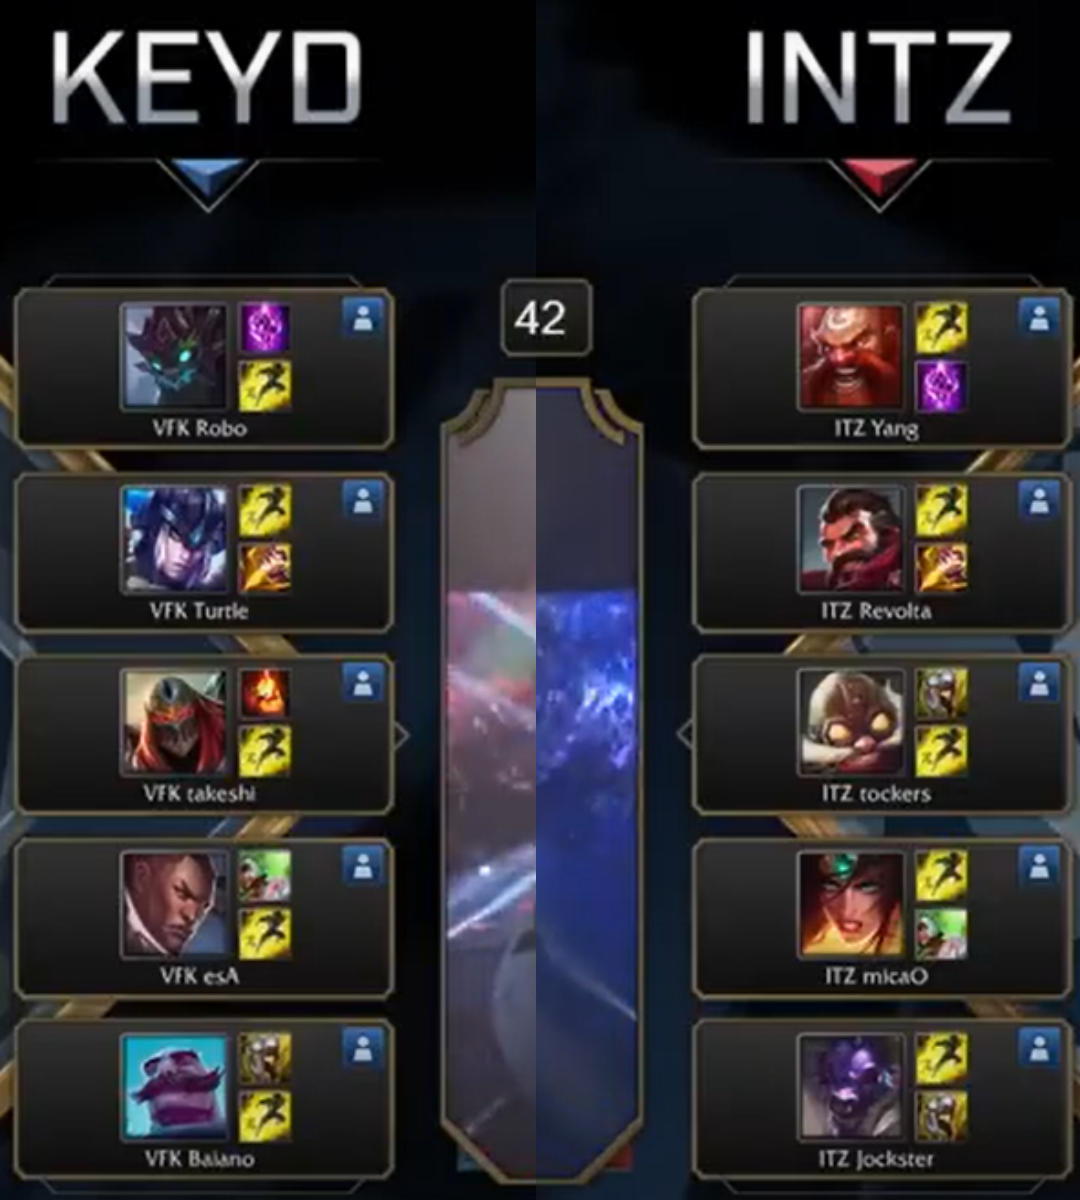 KEYD
INTZ
42
VFK Robo
ITZ Yang
VFK Turtle
ITZ Revolta
VFK takeshi
ITZ tockers
VFK esA
ITZ micaO
VFK Baiano
ITZ Jockster